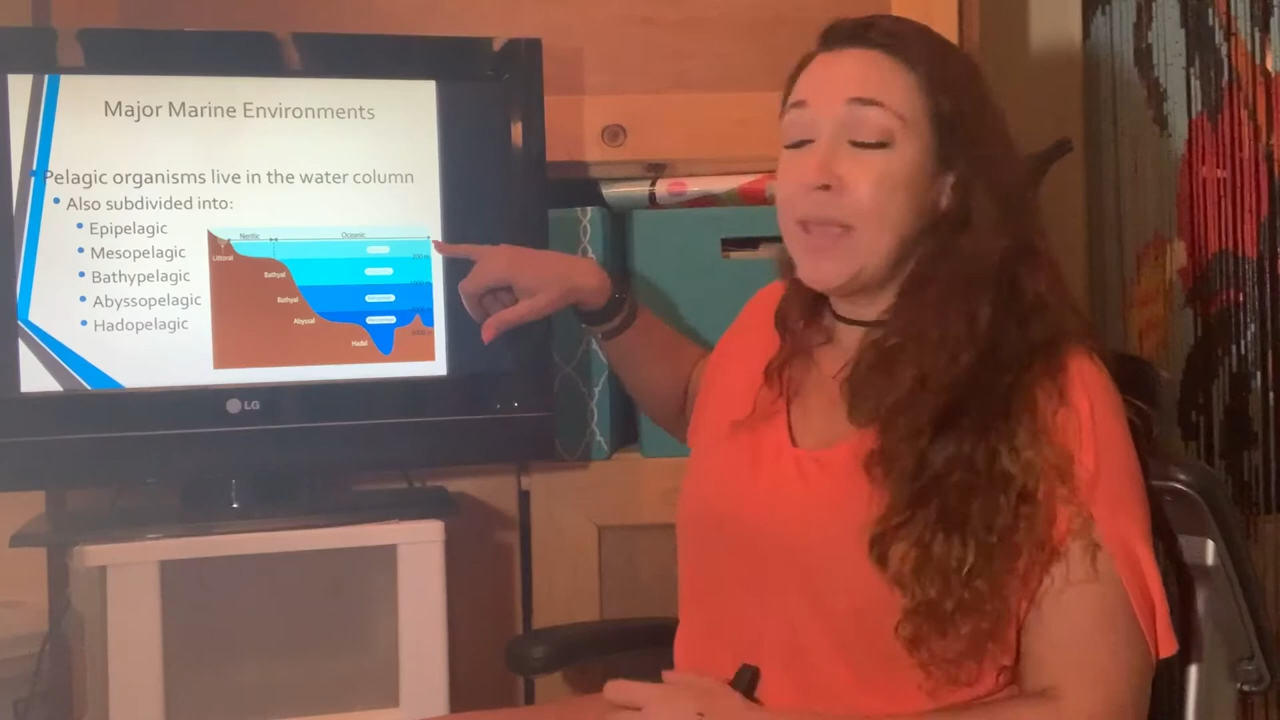 Major Marine Environments
Pelagic organisms live in the water column
Also subdivided into:
Epipelagic
Mesopelagic
Bathypelagic
Abyssopelagic
Hadopelagic
Neritic
Oceanic
Littoral
200 m
Bathyal
Bathyal
Abyssal
Hadal
LG